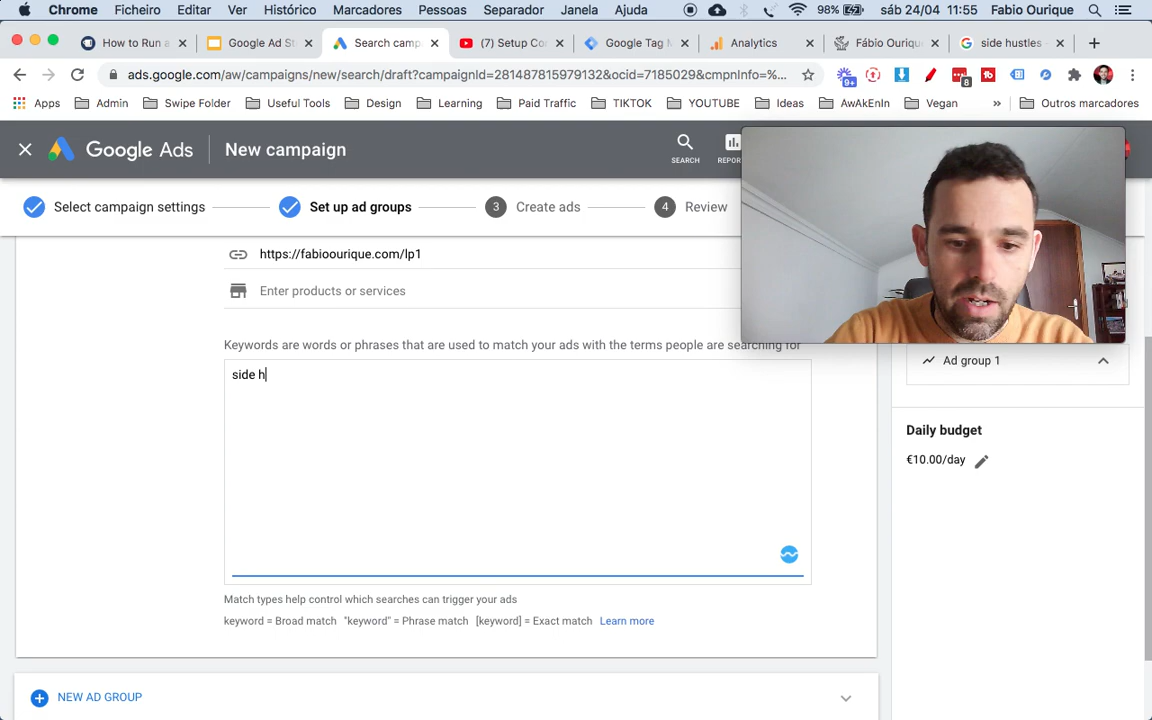 Chrome Ficheiro Editar Ver Histórico Marcadores Pessoas Separador Janela Ajuda 98% sáb 24/04 11:55 Fabio Ourique
How to Run a Google Ad St Search camp (7) Setup Co Google Tag M Analytics Fábio Ouriqu side hustles
ads.google.com/aw/campaigns/new/search/draft?campaignId=281487815979132&ocid=7185029&cmpnInfo=%... 9+ 8
Apps Admin Swipe Folder Useful Tools Design Learning Paid Traffic TIKTOK YOUTUBE Ideas AwAkEnIn Vegan » Outros marcadores
Google Ads New campaign
SEARCH REPOR
Select campaign settings Set up ad groups 3 Create ads 4 Review
https://fabioourique.com/lp1
Enter products or services
Keywords are words or phrases that are used to match your ads with the terms people are searching for
side h
Ad group 1
Daily budget
€10.00/day
Match types help control which searches can trigger your ads
keyword = Broad match "keyword" = Phrase match [keyword] = Exact match Learn more
NEW AD GROUP